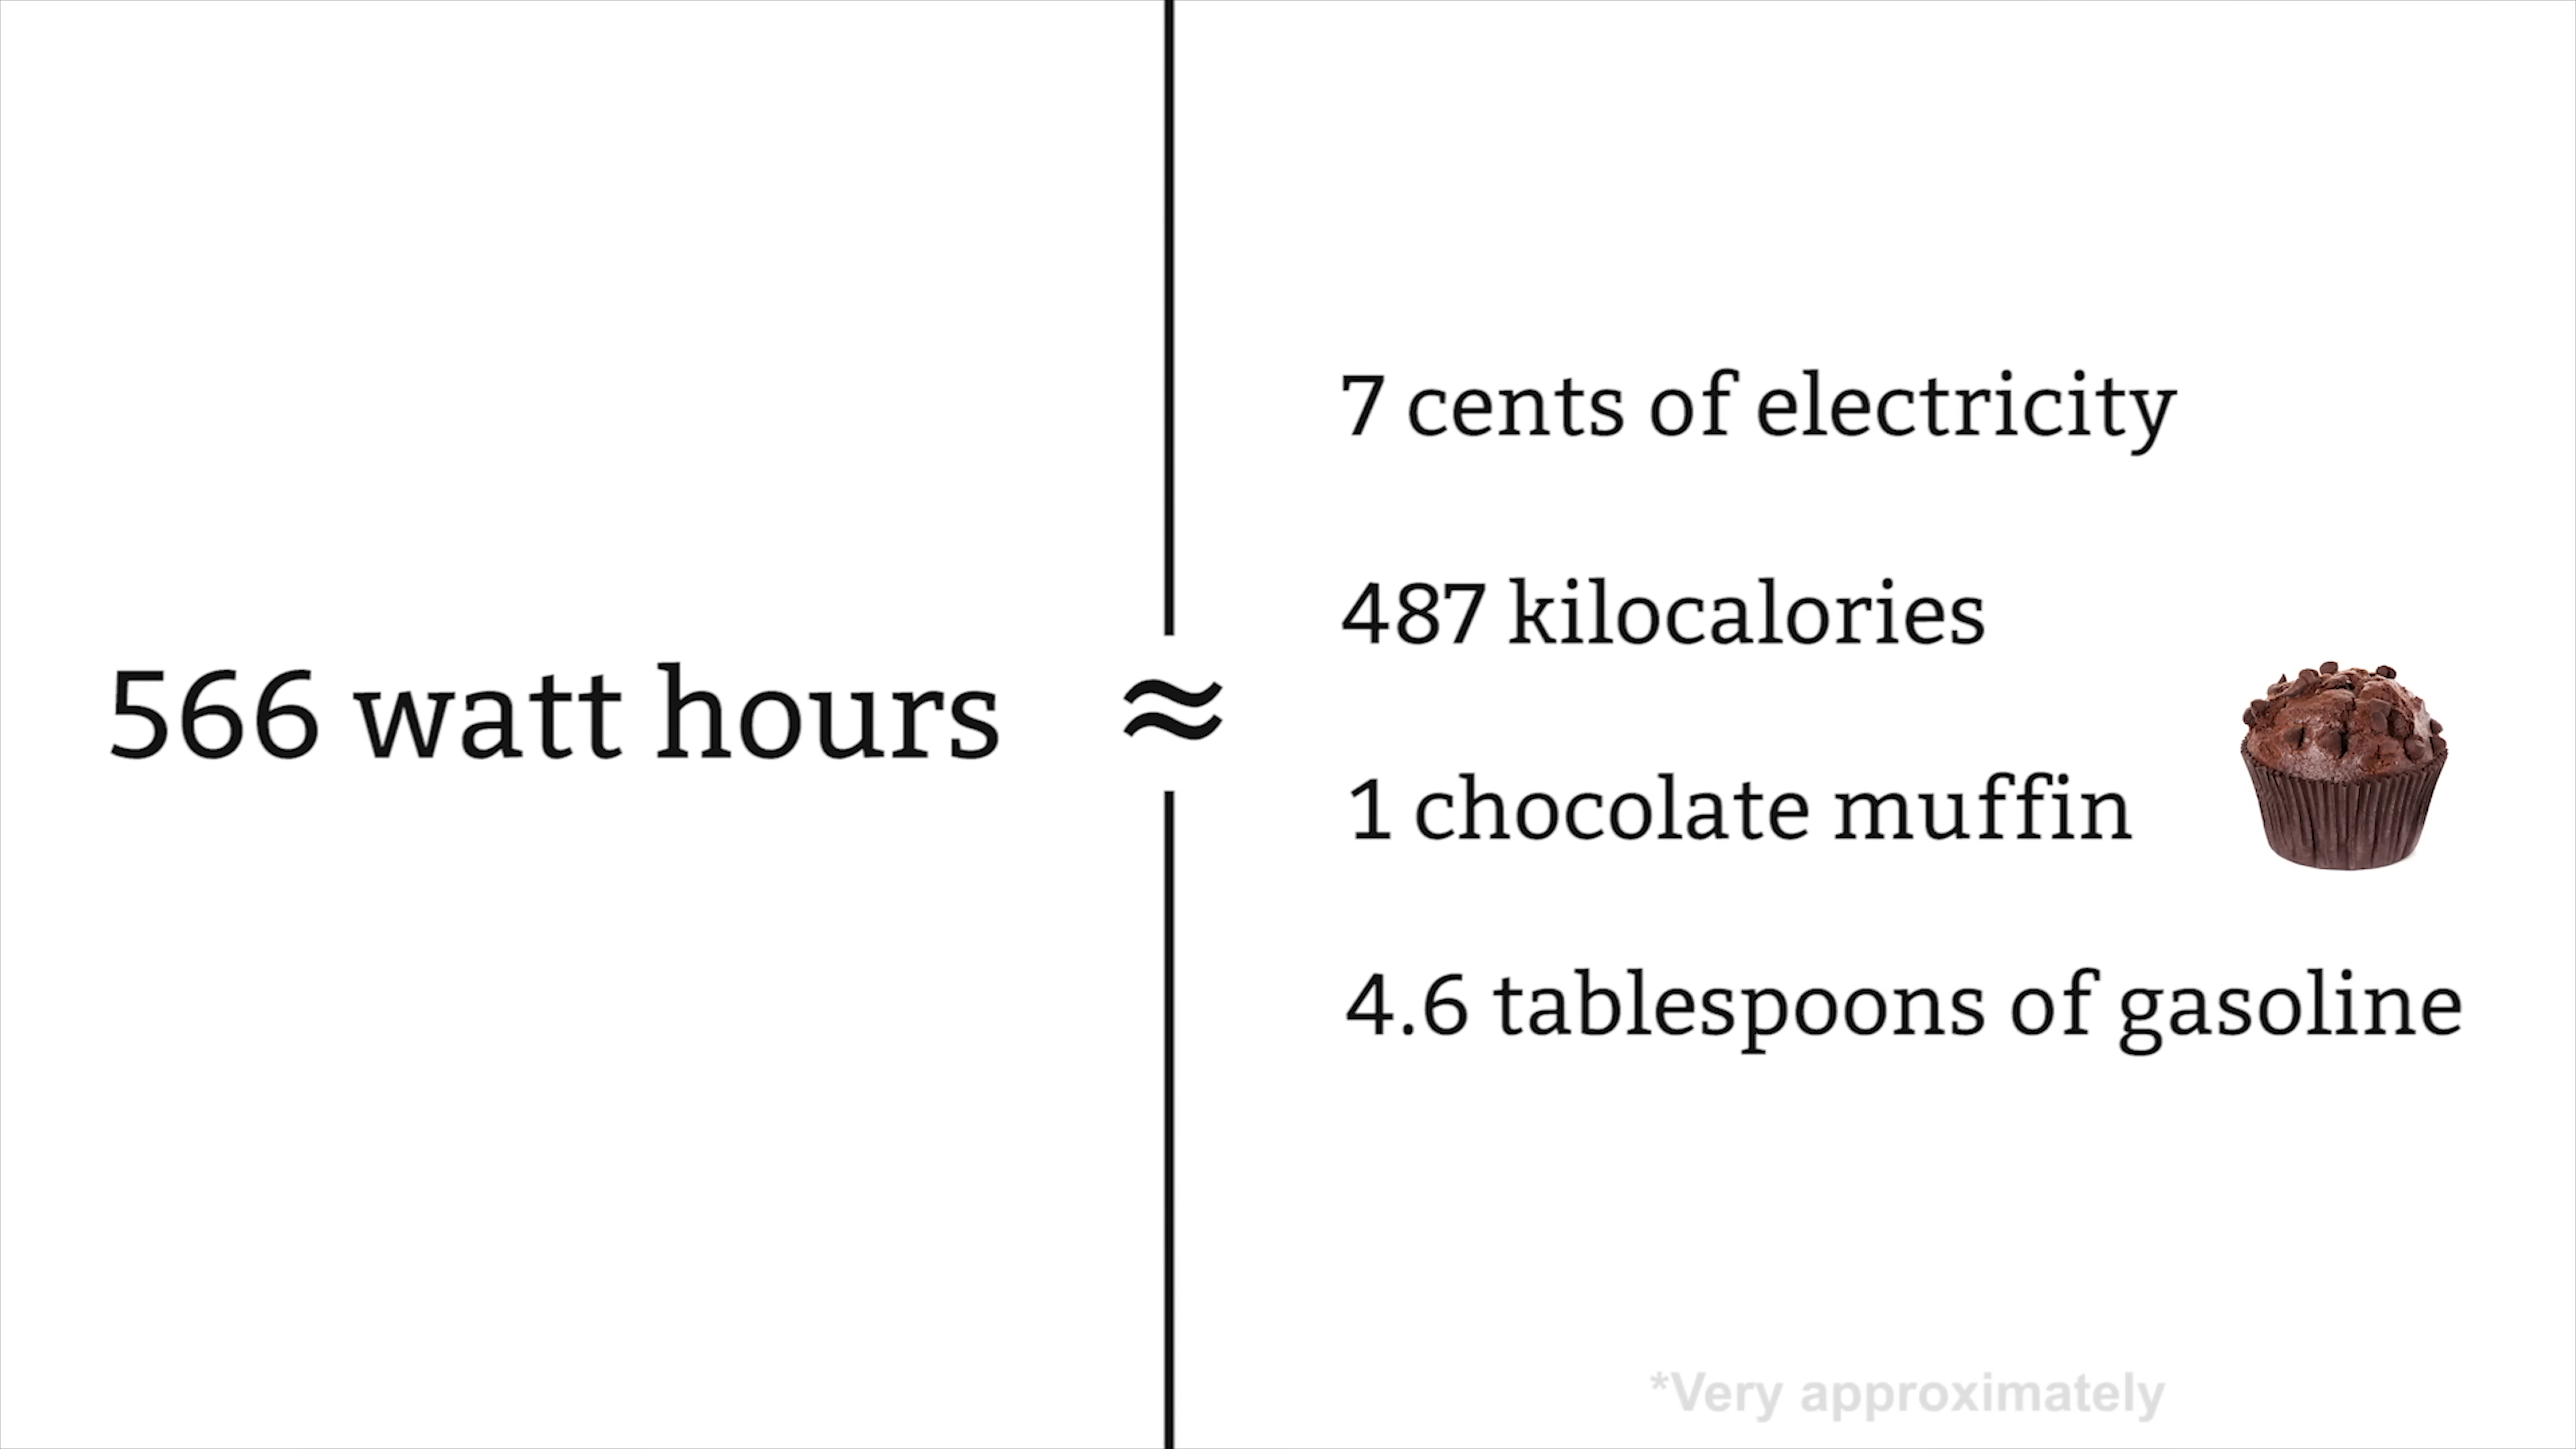 566 watt hours
≈
7 cents of electricity
487 kilocalories
1 chocolate muffin
4.6 tablespoons of gasoline
*Very approximately